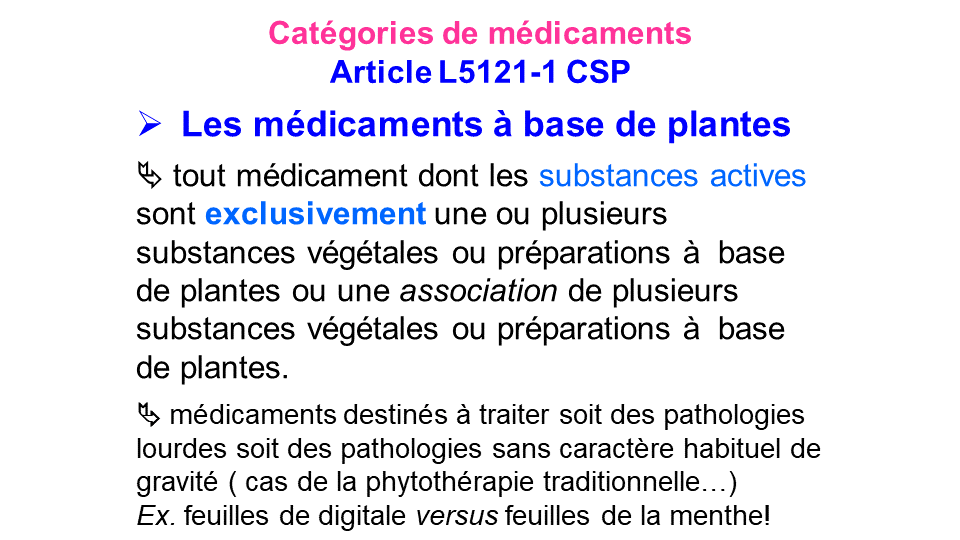 Catégories de médicaments
Article L5121-1 CSP
➢ Les médicaments à base de plantes
⮱ tout médicament dont les substances actives
sont exclusivement une ou plusieurs
substances végétales ou préparations à  base
de plantes ou une association de plusieurs
substances végétales ou préparations à  base
de plantes.
⮱ médicaments destinés à traiter soit des pathologies
lourdes soit des pathologies sans caractère habituel de
gravité ( cas de la phytothérapie traditionnelle…)
Ex. feuilles de digitale versus feuilles de la menthe!